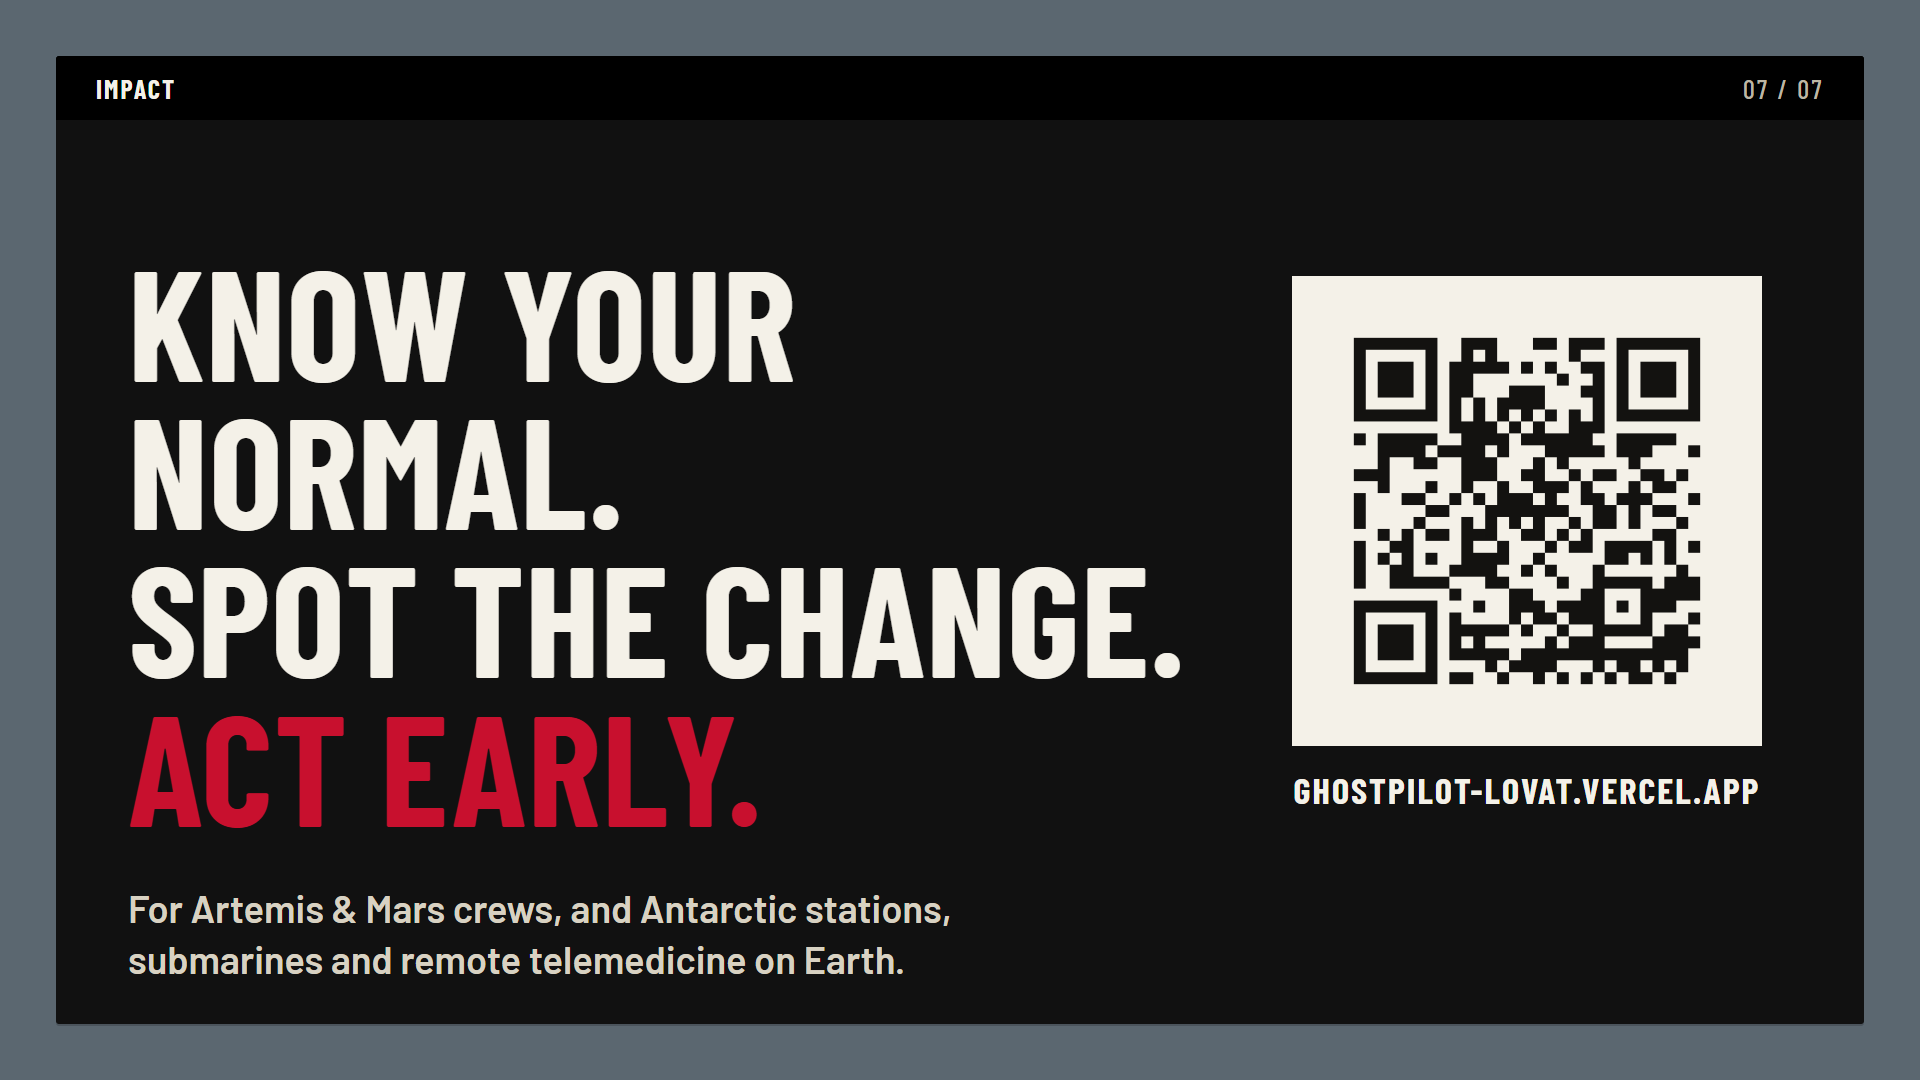 IMPACT
07 / 07
KNOW YOUR
NORMAL.
SPOT THE CHANGE.
ACT EARLY.
For Artemis & Mars crews, and Antarctic stations,
submarines and remote telemedicine on Earth.
GHOSTPILOT-LOVAT.VERCEL.APP